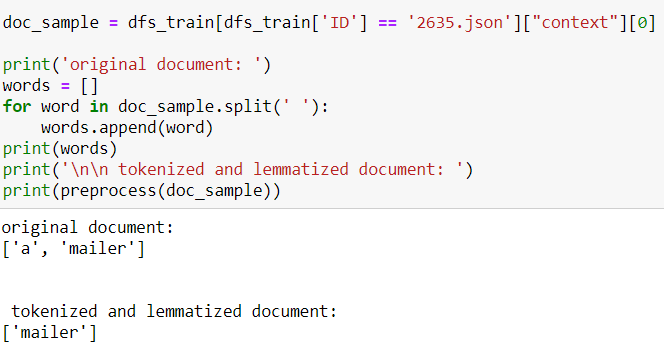 doc_sample = dfs_train[dfs_train['ID'] == '2635.json']["context"][0]
print('original document: ')
words = []
for word in doc_sample.split(' '):
    words.append(word)
print(words)
print('\n\n tokenized and lemmatized document: ')
print(preprocess(doc_sample))
original document:
['a', 'mailer']
 tokenized and lemmatized document:
['mailer']